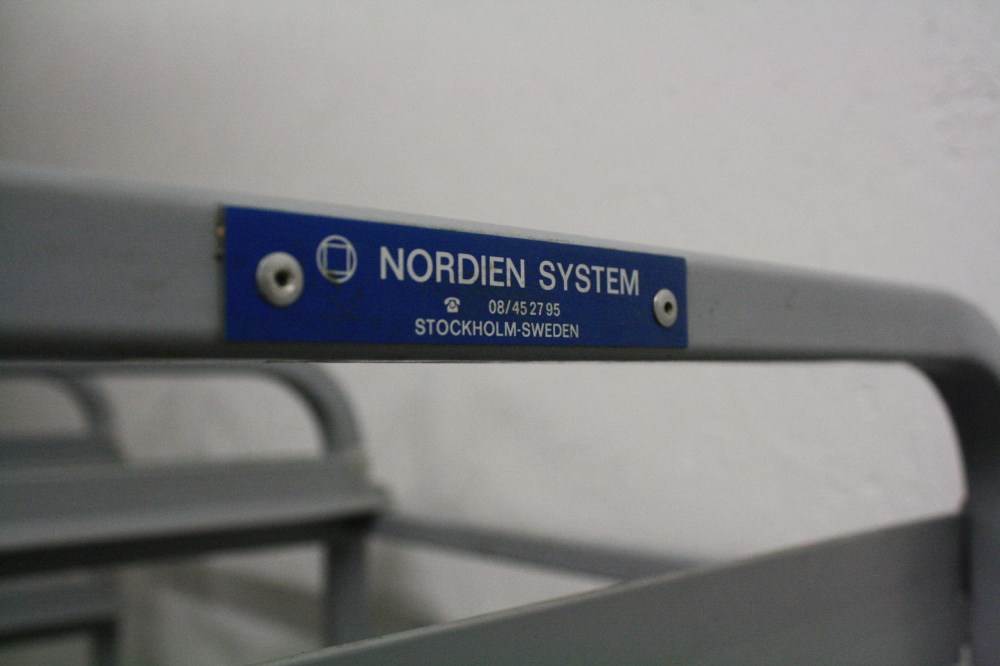 NORDIEN SYSTEM
☎ 08/45 27 95
STOCKHOLM-SWEDEN